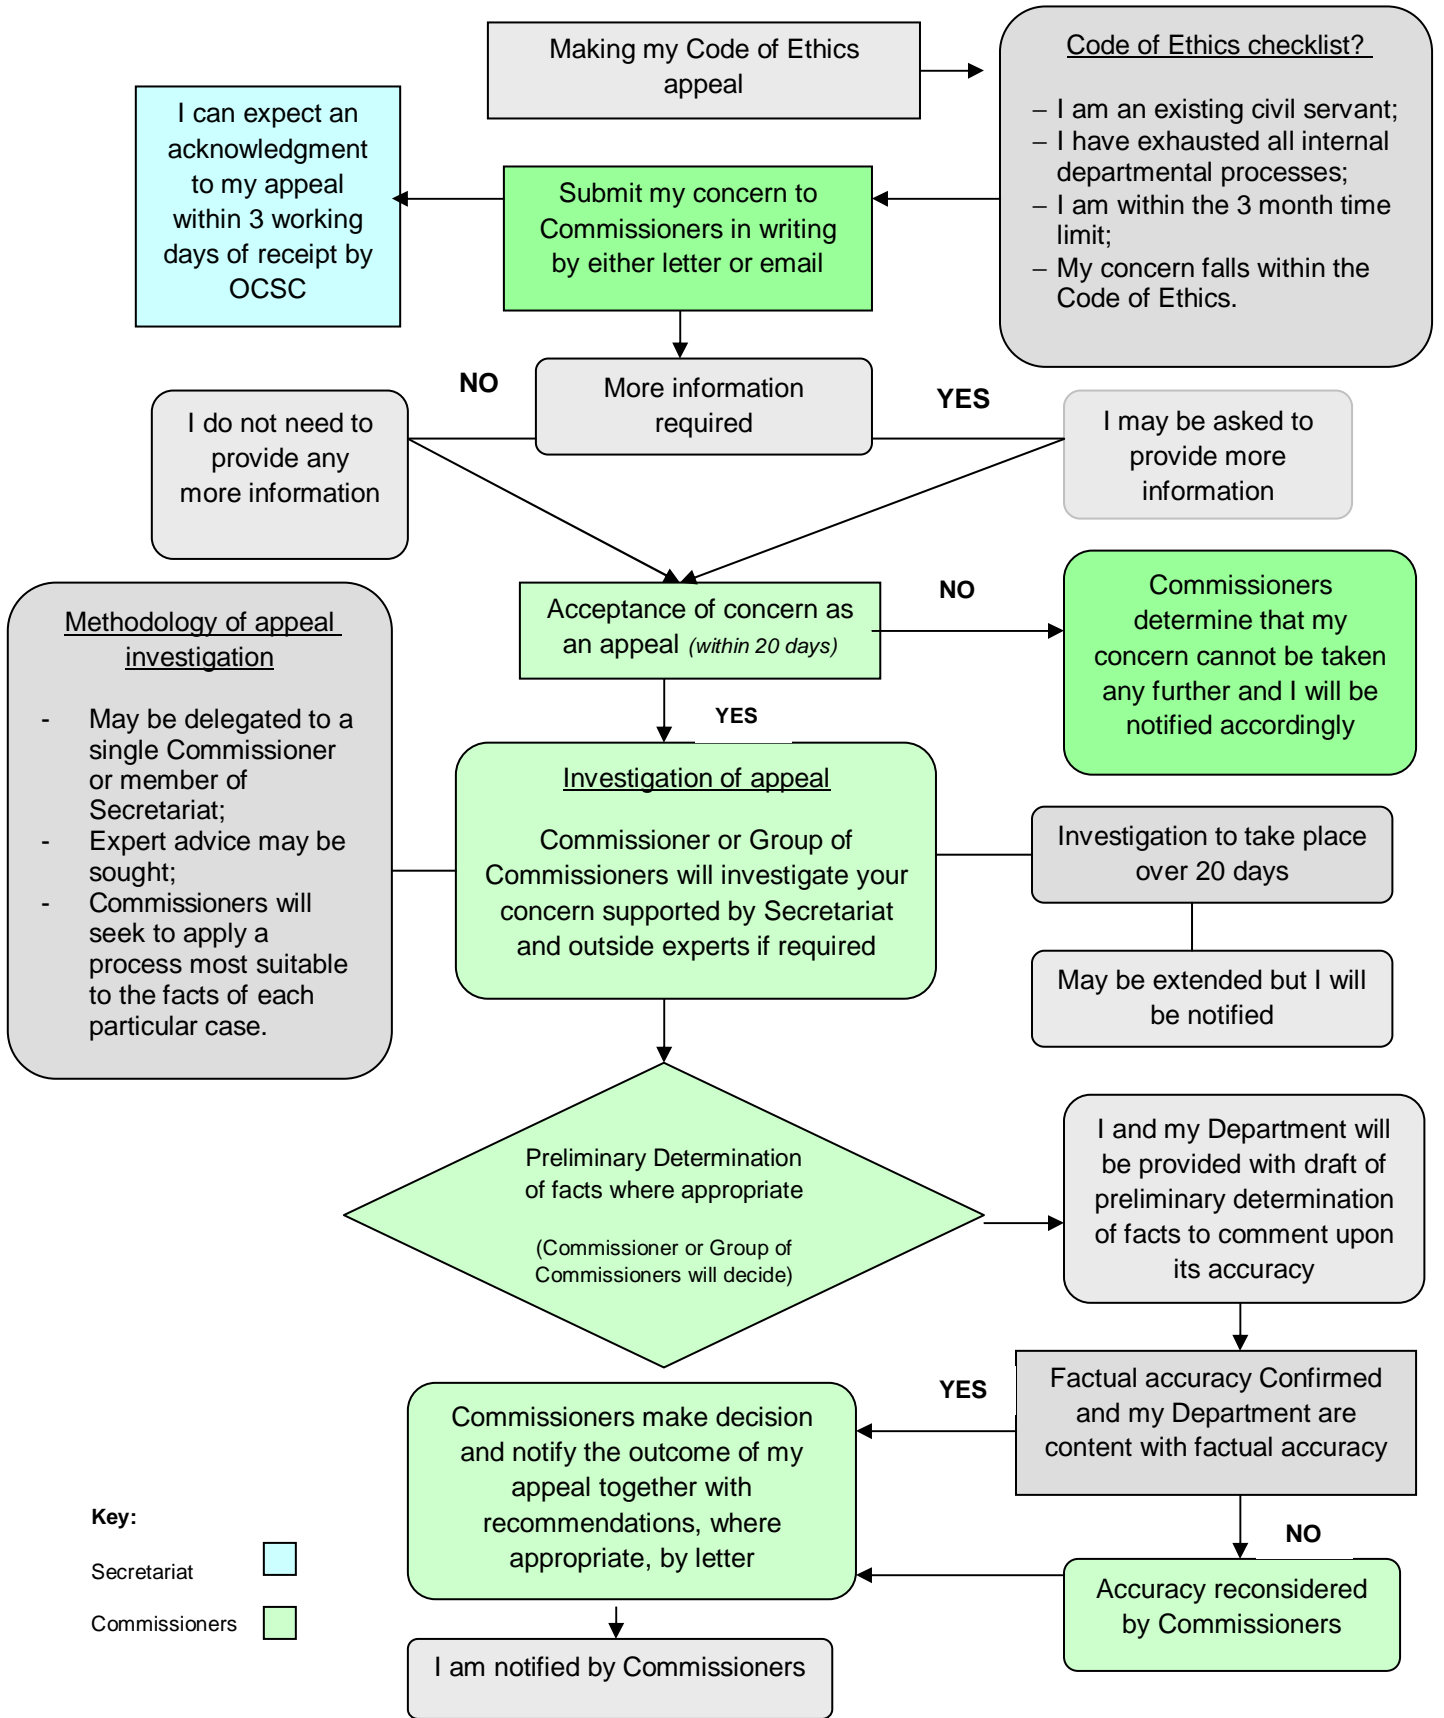 Making my Code of Ethics
appeal
Code of Ethics checklist?
– I am an existing civil servant;
– I have exhausted all internal
departmental processes;
– I am within the 3 month time
limit;
– My concern falls within the
Code of Ethics.
I can expect an
acknowledgment
to my appeal
within 3 working
days of receipt by
OCSC
Submit my concern to
Commissioners in writing
by either letter or email
NO
More information
required
YES
I do not need to
provide any
more information
I may be asked to
provide more
information
Acceptance of concern as
an appeal (within 20 days)
NO
Commissioners
determine that my
concern cannot be taken
any further and I will be
notified accordingly
YES
Methodology of appeal
investigation
- May be delegated to a
single Commissioner
or member of
Secretariat;
- Expert advice may be
sought;
- Commissioners will
seek to apply a
process most suitable
to the facts of each
particular case.
Investigation of appeal
Commissioner or Group of
Commissioners will investigate your
concern supported by Secretariat
and outside experts if required
Investigation to take place
over 20 days
May be extended but I will
be notified
Preliminary Determination
of facts where appropriate
(Commissioner or Group of
Commissioners will decide)
I and my Department will
be provided with draft of
preliminary determination
of facts to comment upon
its accuracy
YES
Factual accuracy Confirmed
and my Department are
content with factual accuracy
Commissioners make decision
and notify the outcome of my
appeal together with
recommendations, where
appropriate, by letter
NO
Accuracy reconsidered
by Commissioners
I am notified by Commissioners
Key:
Secretariat
Commissioners